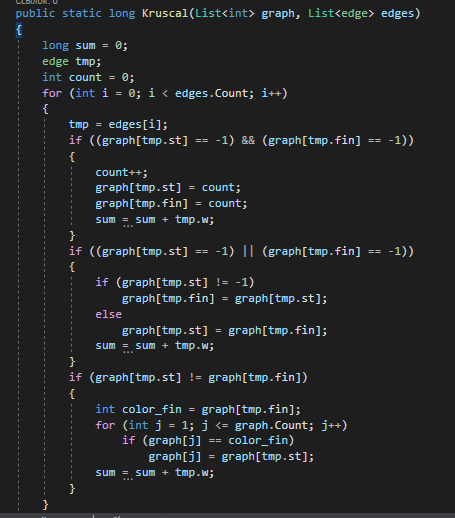 public static long Kruscal(List<int> graph, List<edge> edges)
{
long sum = 0;
edge tmp;
int count = 0;
for (int i = 0; i < edges.Count; i++)
{
tmp = edges[i];
if ((graph[tmp.st] == -1) && (graph[tmp.fin] == -1))
{
count++;
graph[tmp.st] = count;
graph[tmp.fin] = count;
sum = sum + tmp.w;
}
if ((graph[tmp.st] == -1) || (graph[tmp.fin] == -1))
{
if (graph[tmp.st] != -1)
graph[tmp.fin] = graph[tmp.st];
else
graph[tmp.st] = graph[tmp.fin];
sum = sum + tmp.w;
}
if (graph[tmp.st] != graph[tmp.fin])
{
int color_fin = graph[tmp.fin];
for (int j = 1; j <= graph.Count; j++)
if (graph[j] == color_fin)
graph[j] = graph[tmp.st];
sum = sum + tmp.w;
}
}